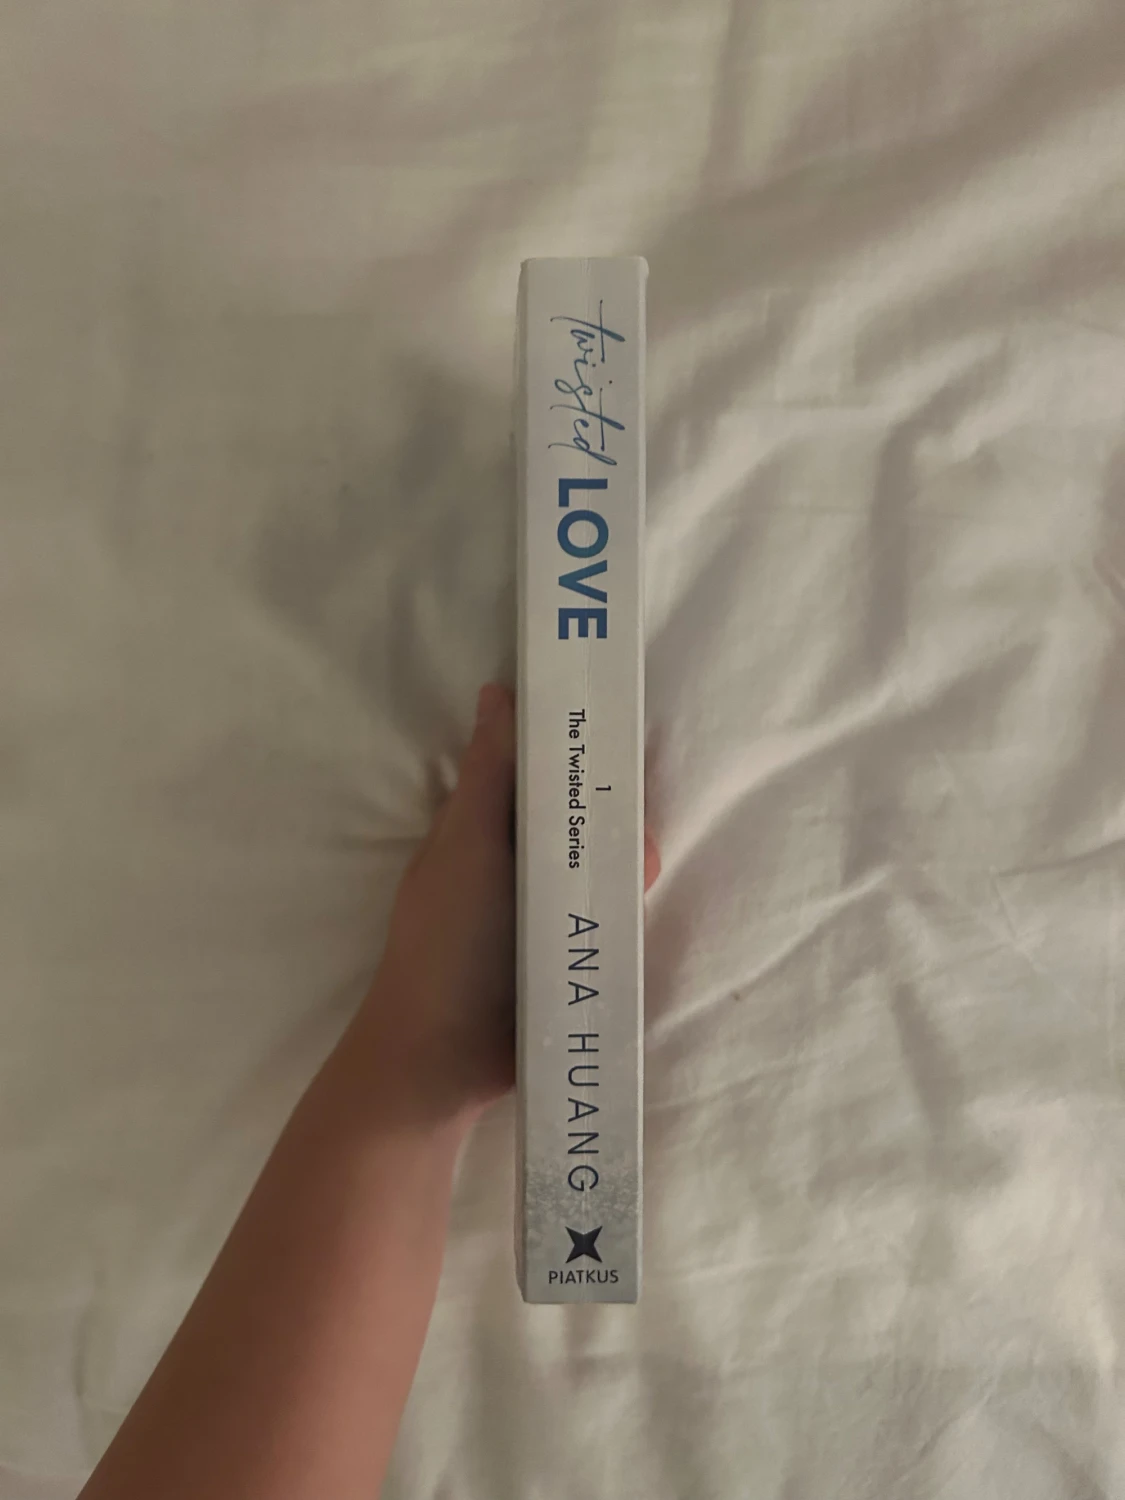 twisted LOVE
1
The Twisted Series
ANA HUANG
PIATKUS